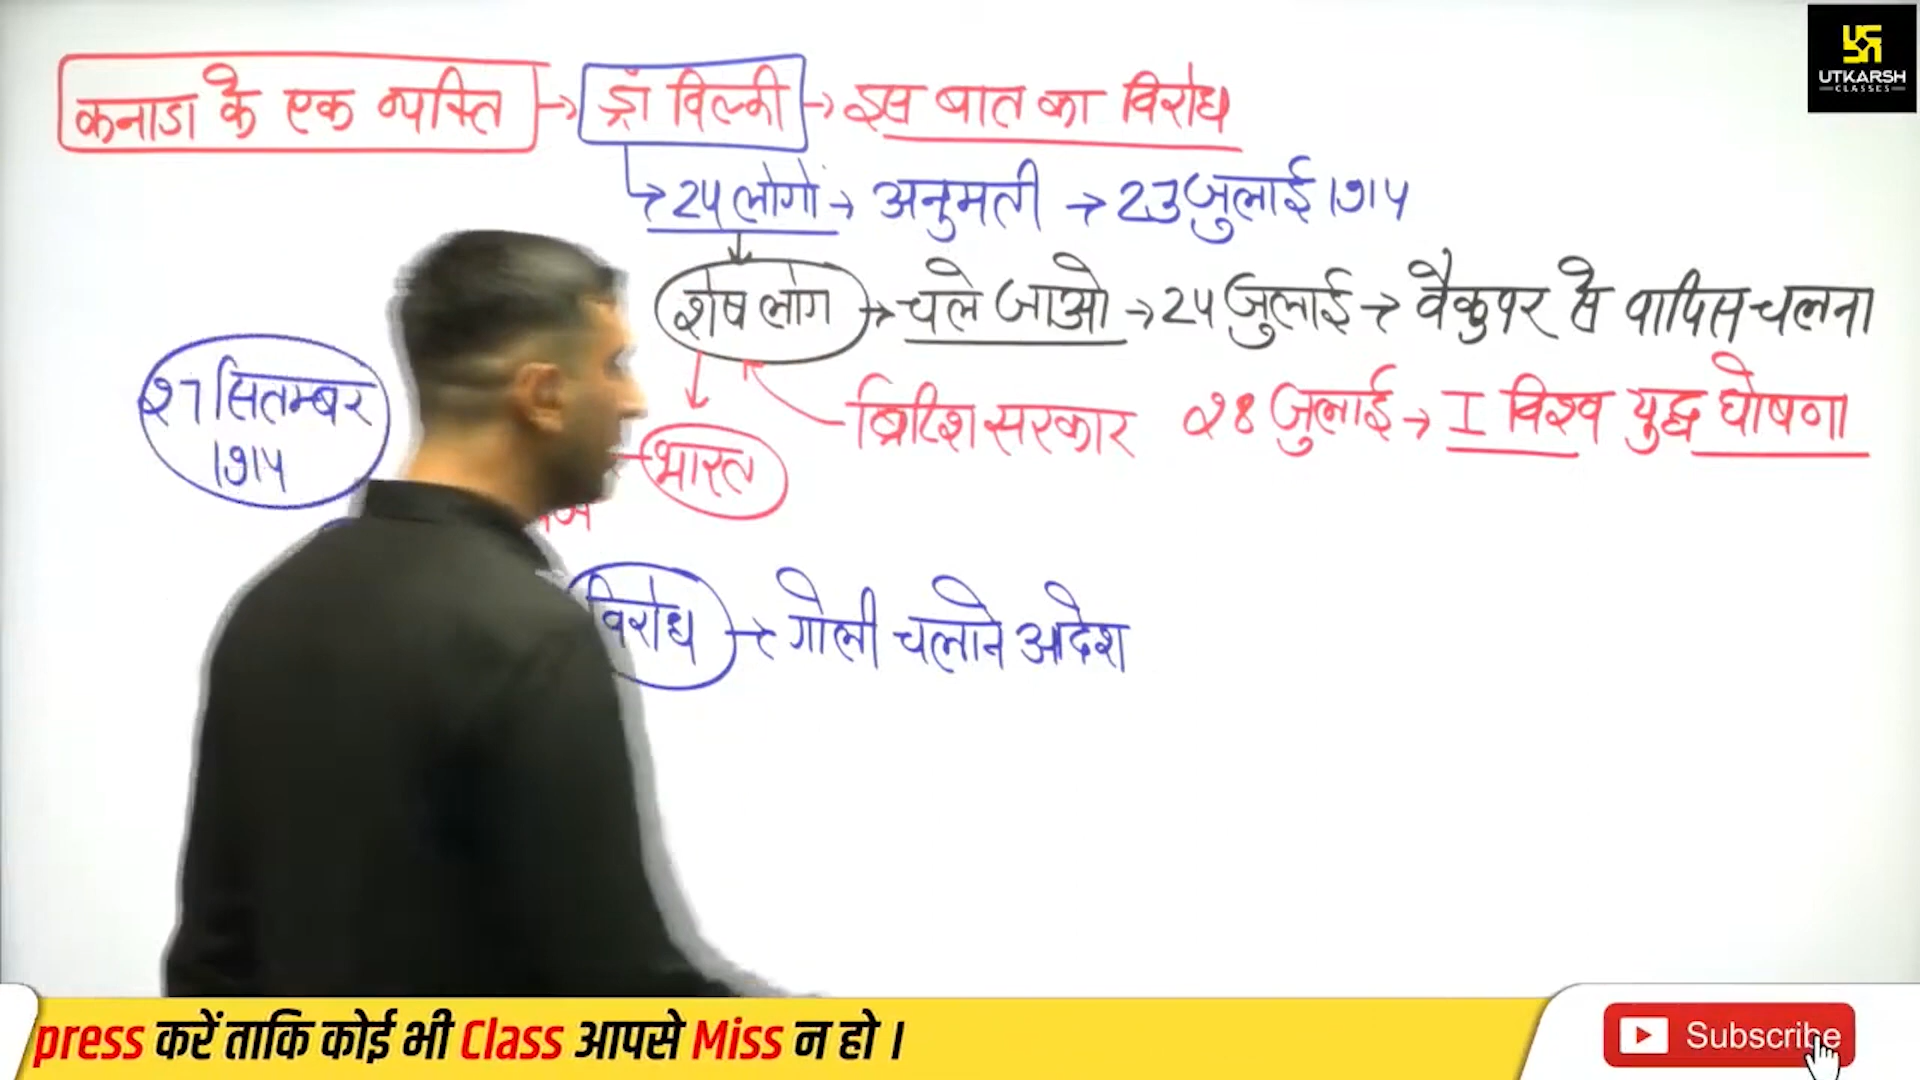 कनाडा के एक व्यक्ति → डॉ विल्की → इस बात का विरोध
→ 24 लोगों → अनुमती → 23 जुलाई 1914
शेष लोग → चले जाओ → 24 जुलाई → वैकुवर से वापिस चलना
27 सितम्बर 1914
ब्रिटिश सरकार 28 जुलाई → I विश्व युद्ध घोषणा
भारत
विरोध → गोली चलाने आदेश
UTKARSH
CLASSES
press करें ताकि कोई भी Class आपसे Miss न हो ।
Subscribe